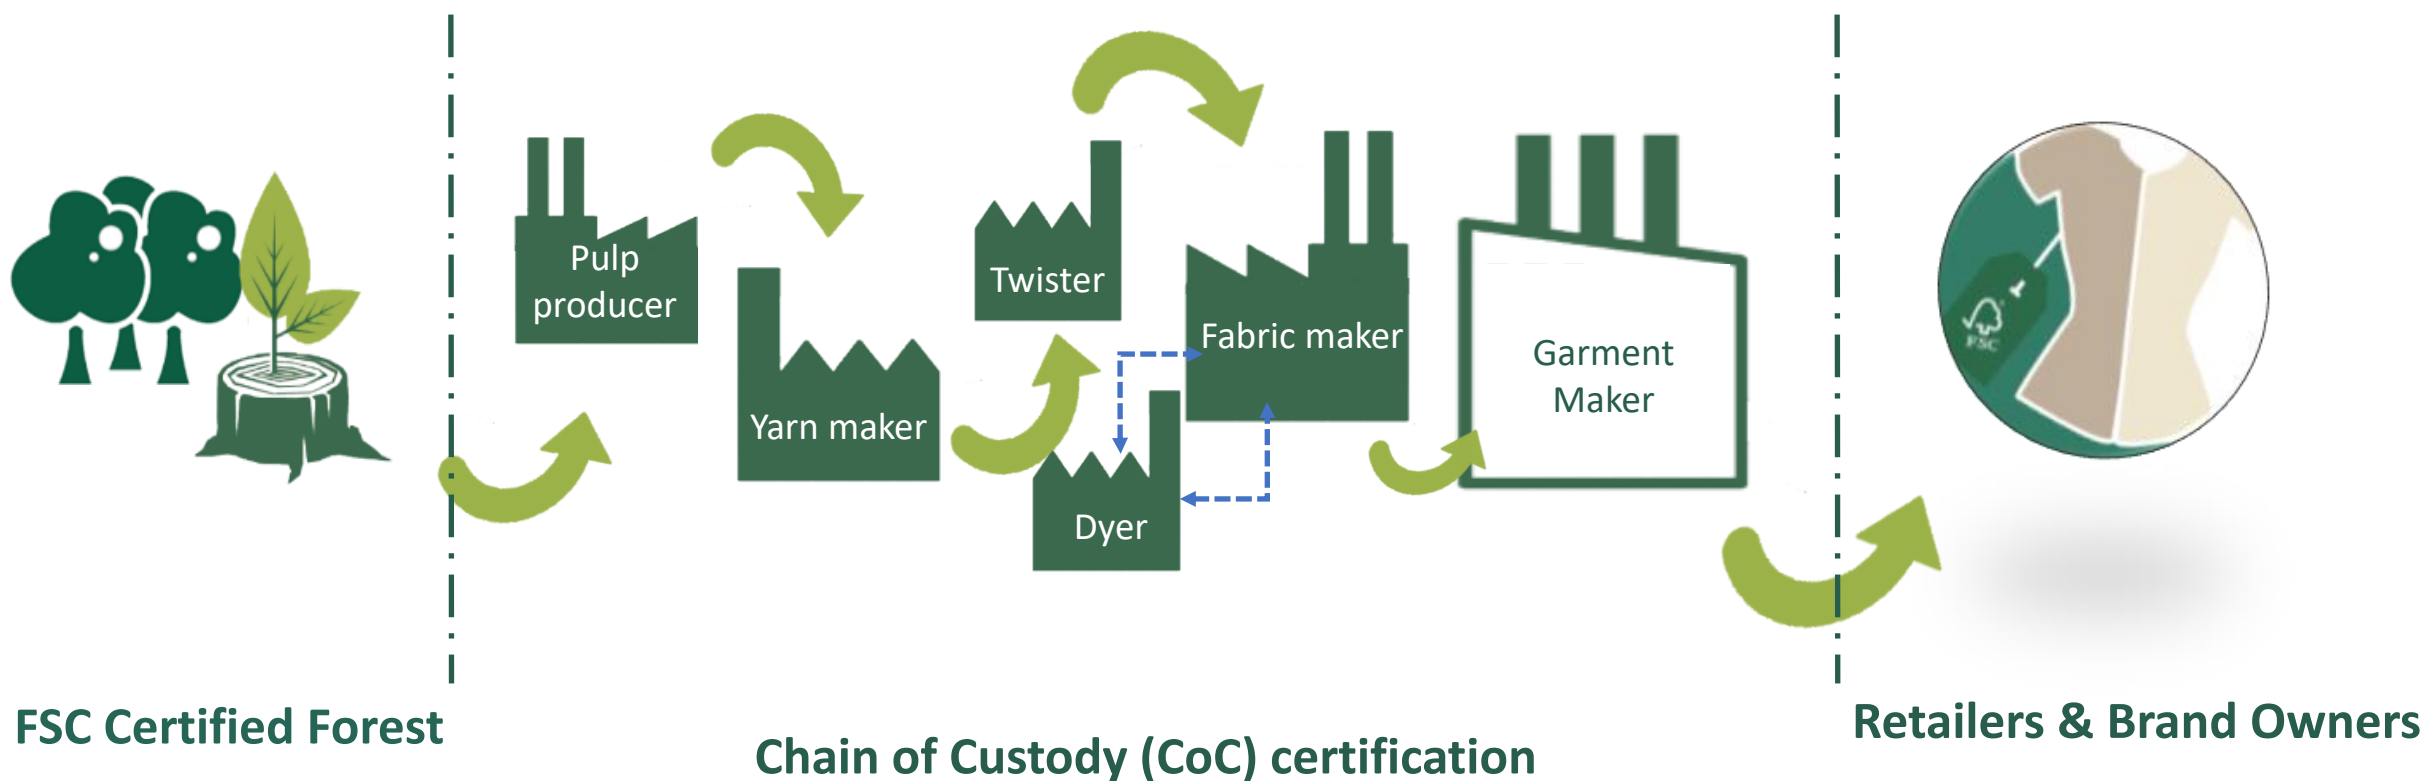 Pulp
producer
Yarn maker
Twister
Dyer
Fabric maker
Garment
Maker
FSC
FSC Certified Forest
Chain of Custody (CoC) certification
Retailers & Brand Owners